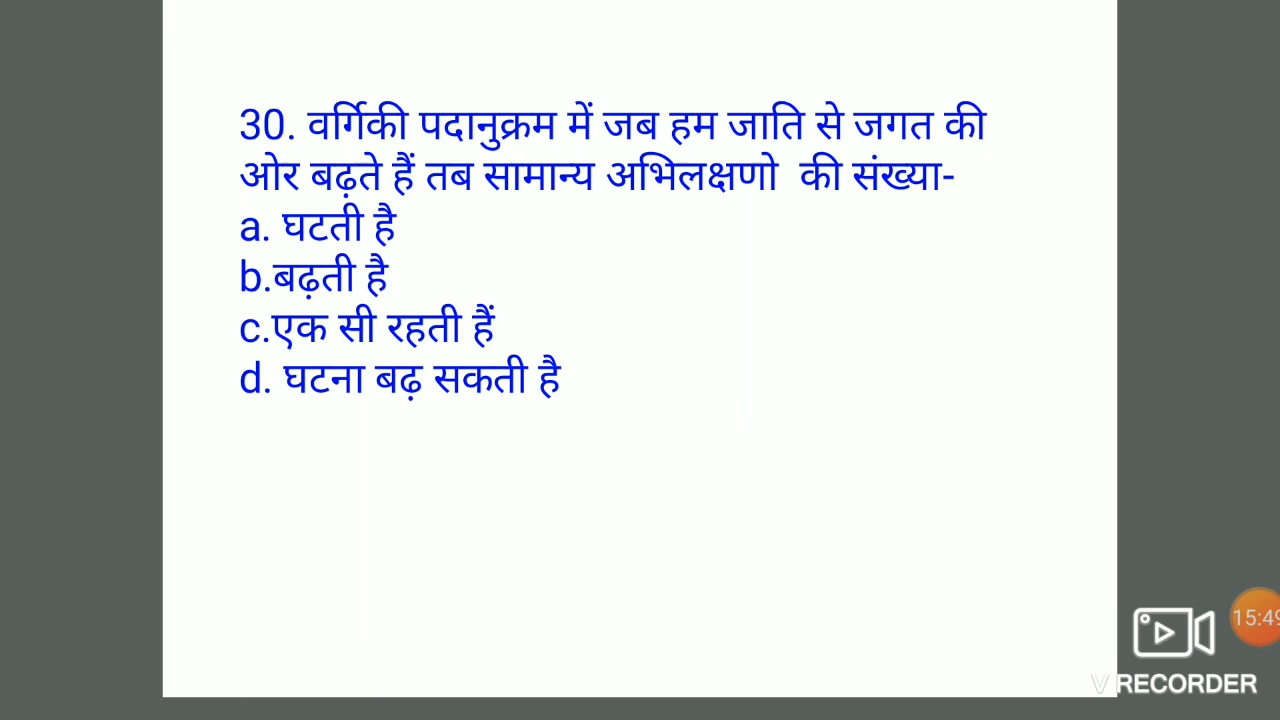 30. वर्गिकी पदानुक्रम में जब हम जाति से जगत की
ओर बढ़ते हैं तब सामान्य अभिलक्षणो की संख्या-
a. घटती है
b.बढ़ती है
c.एक सी रहती हैं
d. घटना बढ़ सकती है
15:49
V RECORDER